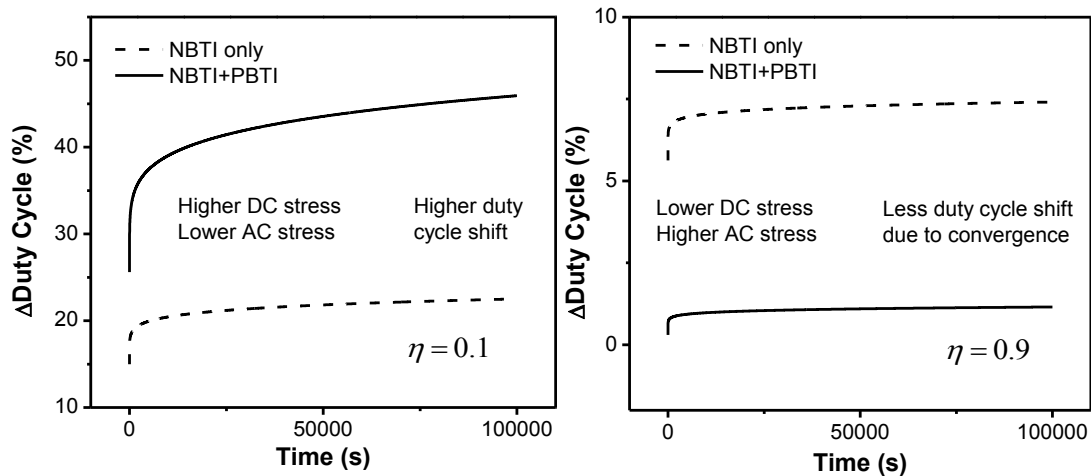 NBTI only
NBTI+PBTI
Higher DC stress
Lower AC stress
Higher duty
cycle shift
η = 0.1
50
40
30
20
10
ΔDuty Cycle (%)
0
50000
100000
Time (s)
NBTI only
NBTI+PBTI
Lower DC stress
Higher AC stress
Less duty cycle shift
due to convergence
η = 0.9
10
5
0
ΔDuty Cycle (%)
0
50000
100000
Time (s)